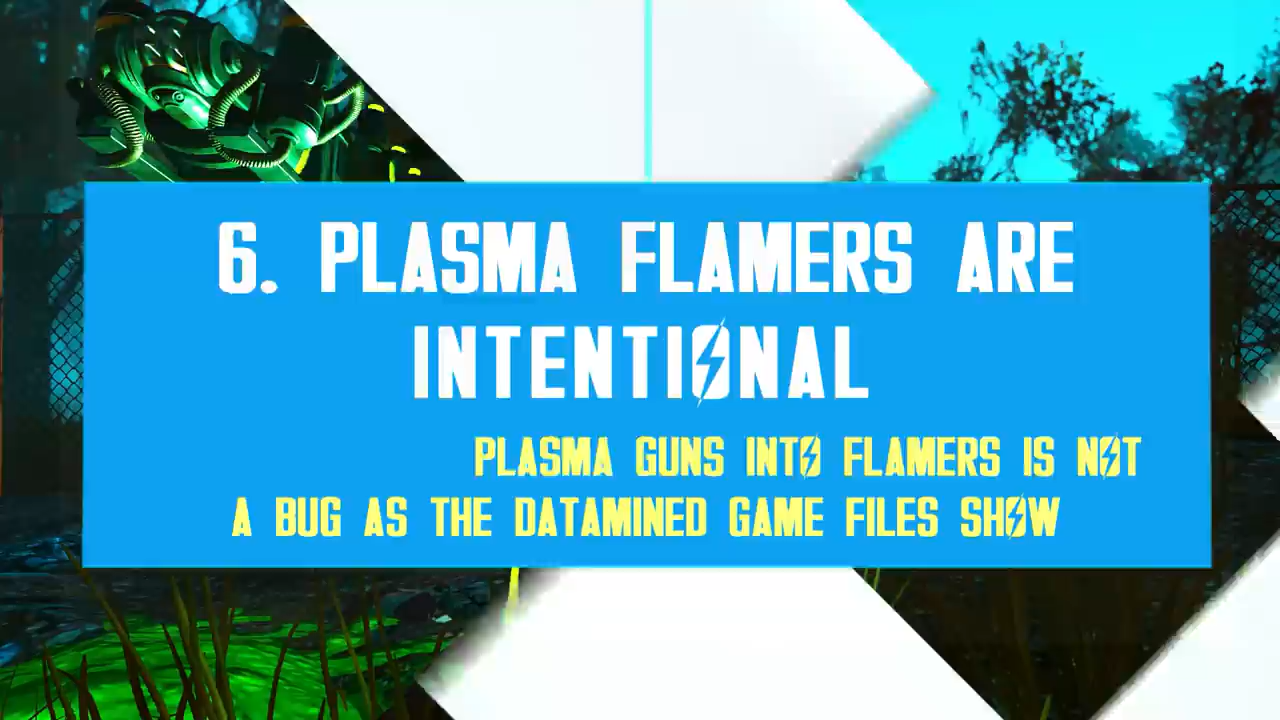 6. PLASMA FLAMERS ARE
INTENTIONAL
PLASMA GUNS INTO FLAMERS IS NOT
A BUG AS THE DATAMINED GAME FILES SHOW